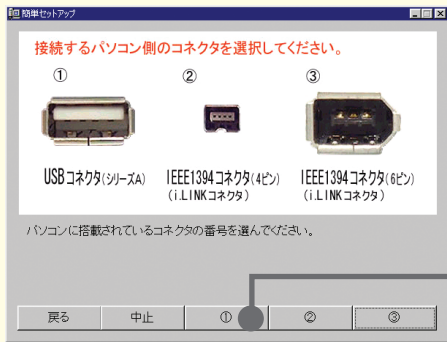 簡単セットアップ
接続するパソコン側のコネクタを選択してください。
① ② ③
USBコネクタ(シリーズA) IEEE1394コネクタ(4ピン) IEEE1394コネクタ(6ピン)
(i.LINKコネクタ) (i.LINKコネクタ)
パソコンに搭載されているコネクタの番号を選んでください。
戻る 中止 ① ② ③